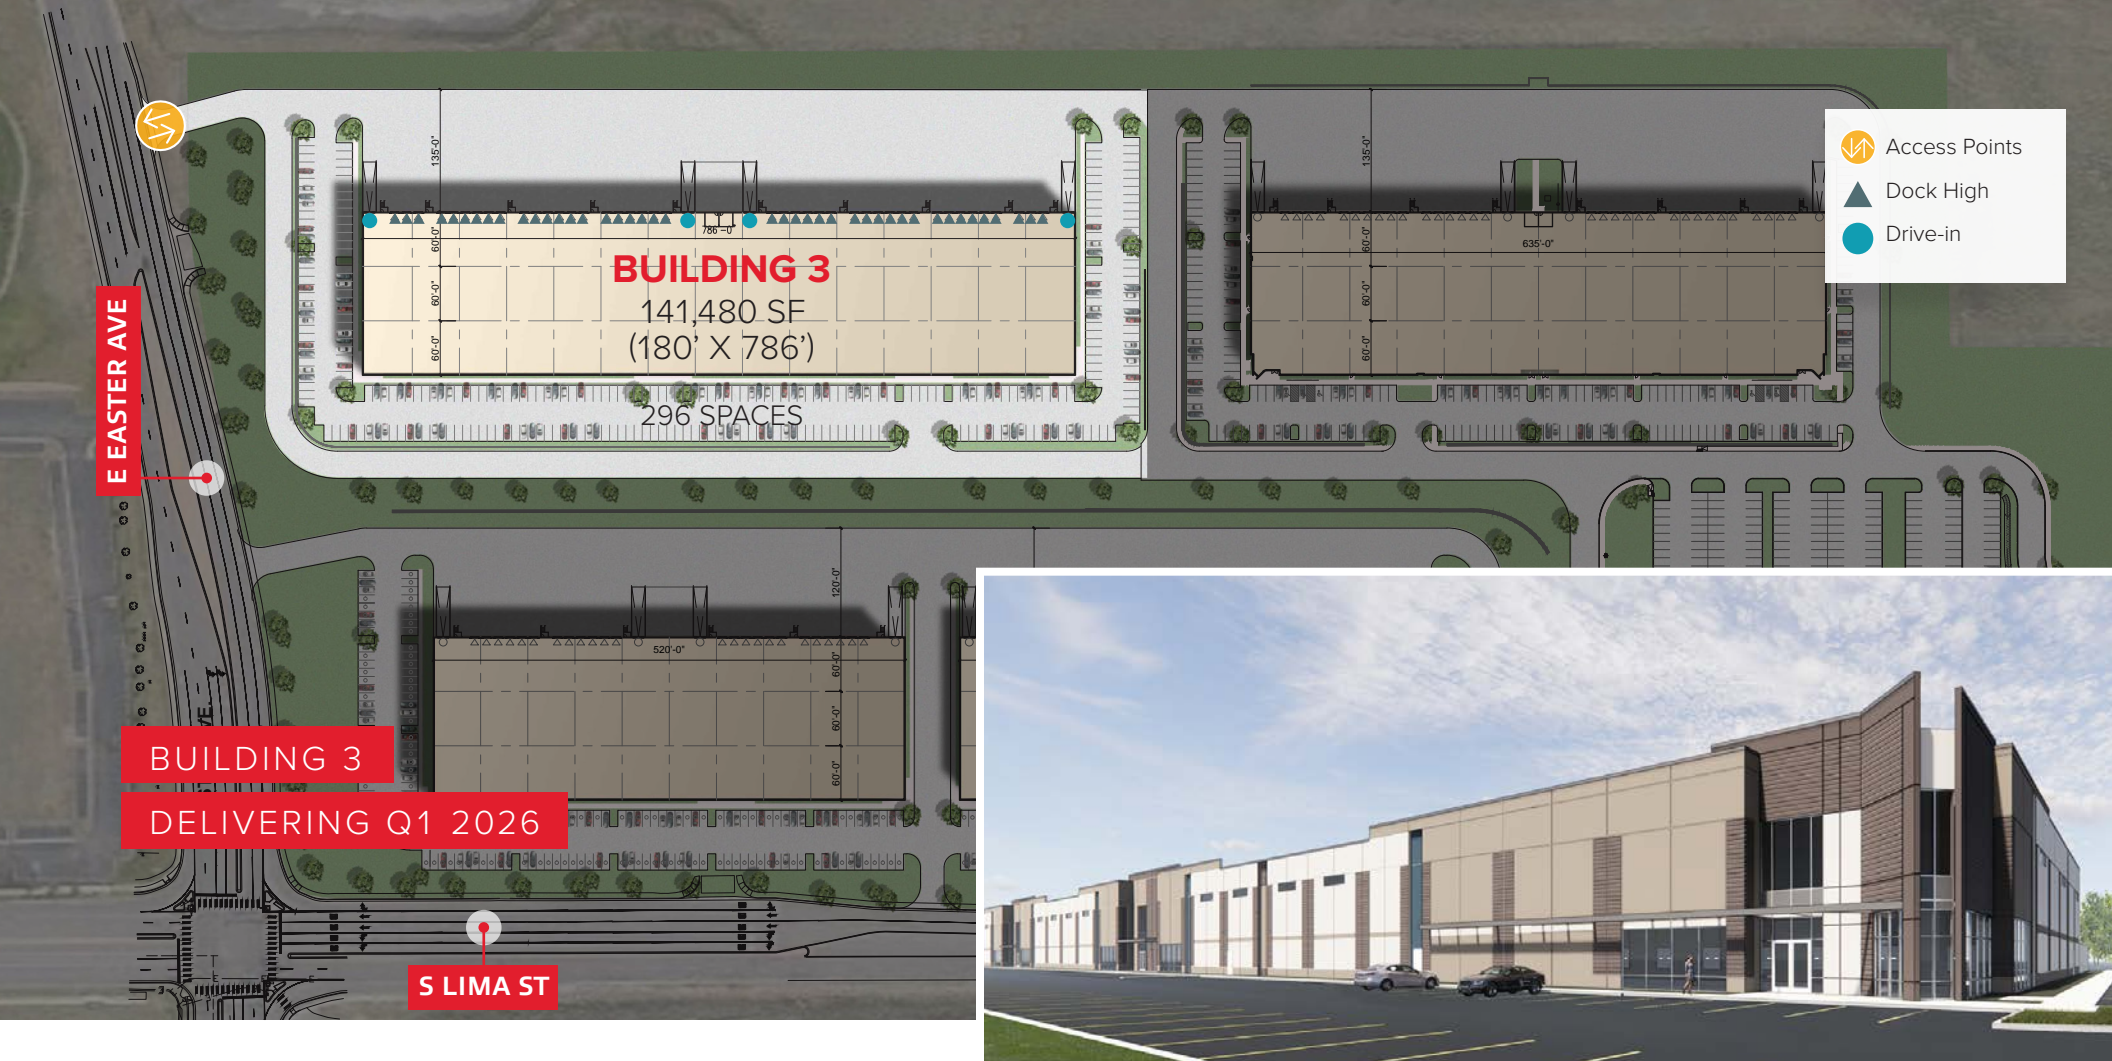 Access Points
Dock High
Drive-in
135'-0"
135'-0"
786'-0"
60'-0"
60'-0"
60'-0"
635'-0"
60'-0"
60'-0"
60'-0"
BUILDING 3
141,480 SF
(180' X 786')
296 SPACES
E EASTER AVE
120'-0"
520'-0"
60'-0"
60'-0"
60'-0"
BUILDING 3
DELIVERING Q1 2026
S LIMA ST